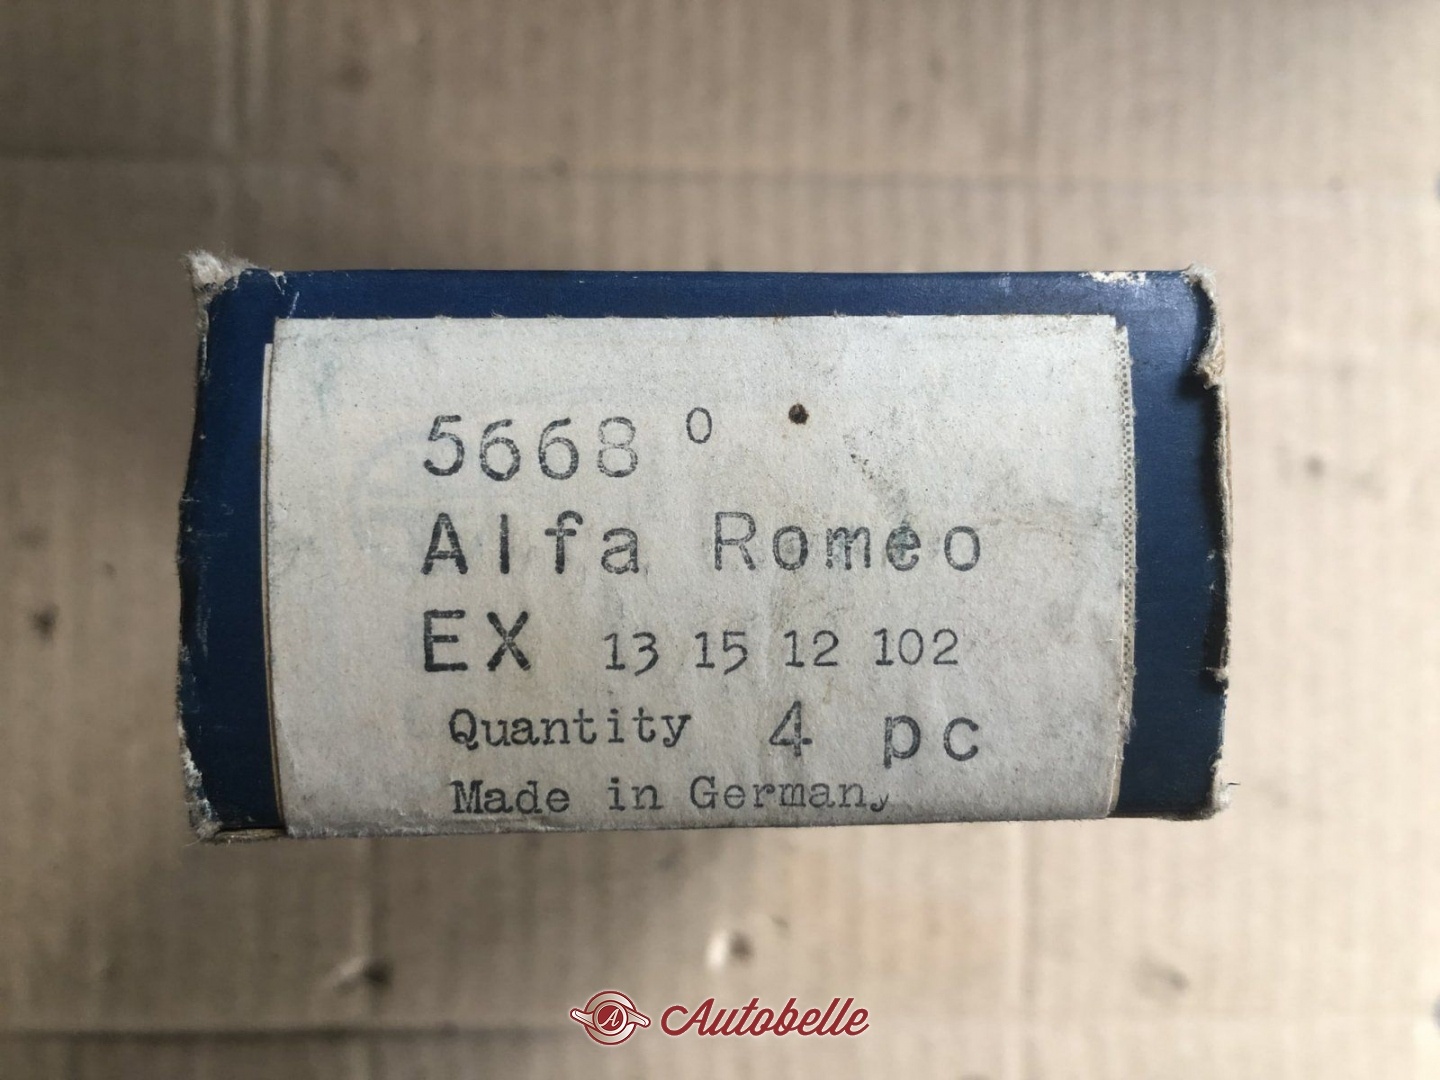 5668 0
Alfa Romeo
EX 13 15 12 102
Quantity 4 pc
Made in Germany
A Autobelle